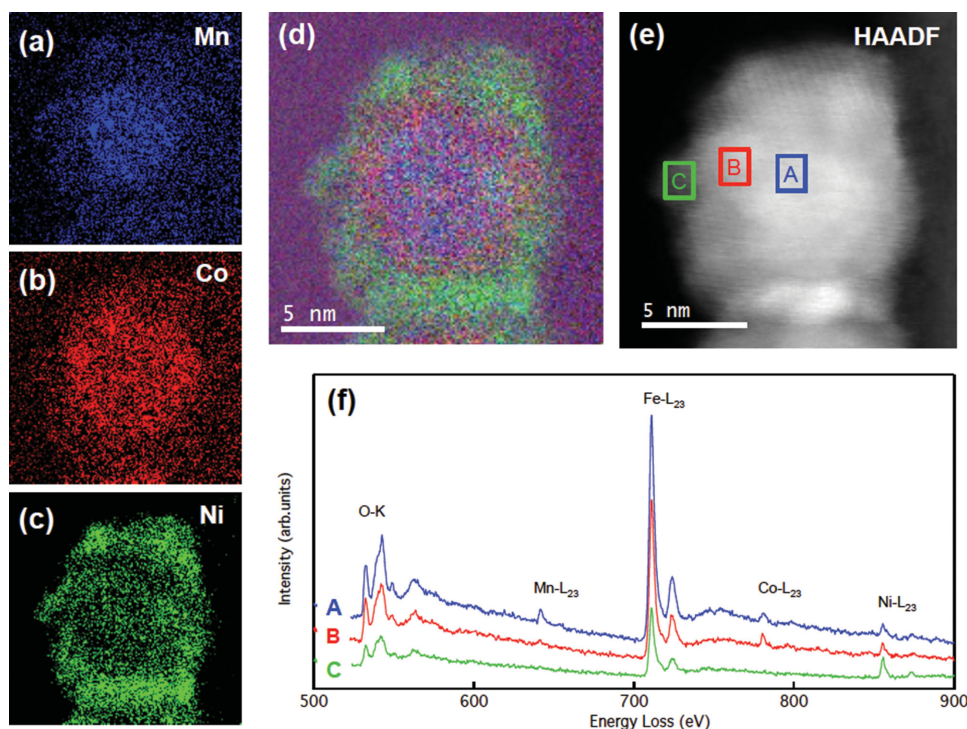 (a) Mn
(b) Co
(c) Ni
(d)
5 nm
(e) HAADF
C
B
A
5 nm
(f)
Fe-L23
O-K
Mn-L23
Co-L23
Ni-L23
A
B
C
Intensity (arb.units)
500 600 700 800 900
Energy Loss (eV)